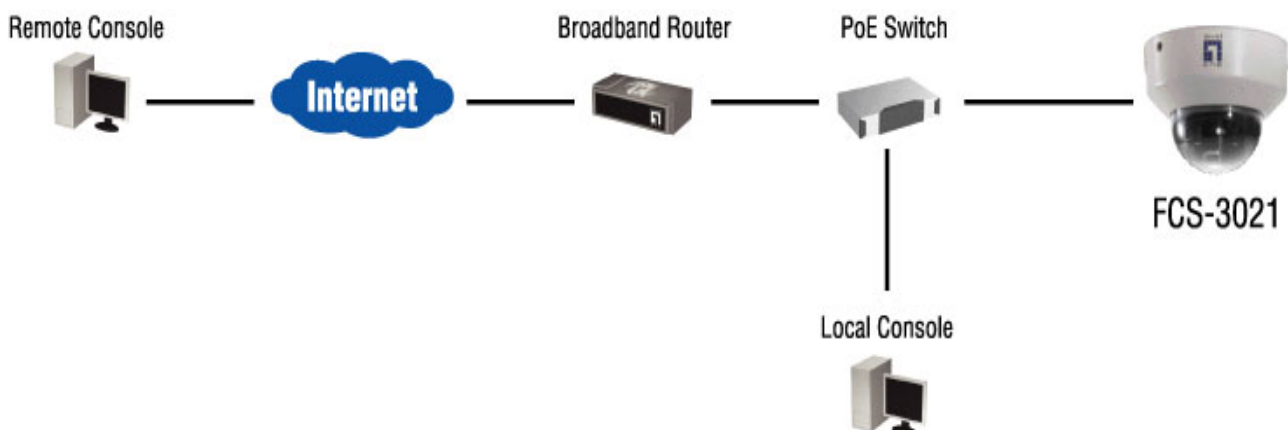 Remote Console
Broadband Router
PoE Switch
Internet
FCS-3021
Local Console